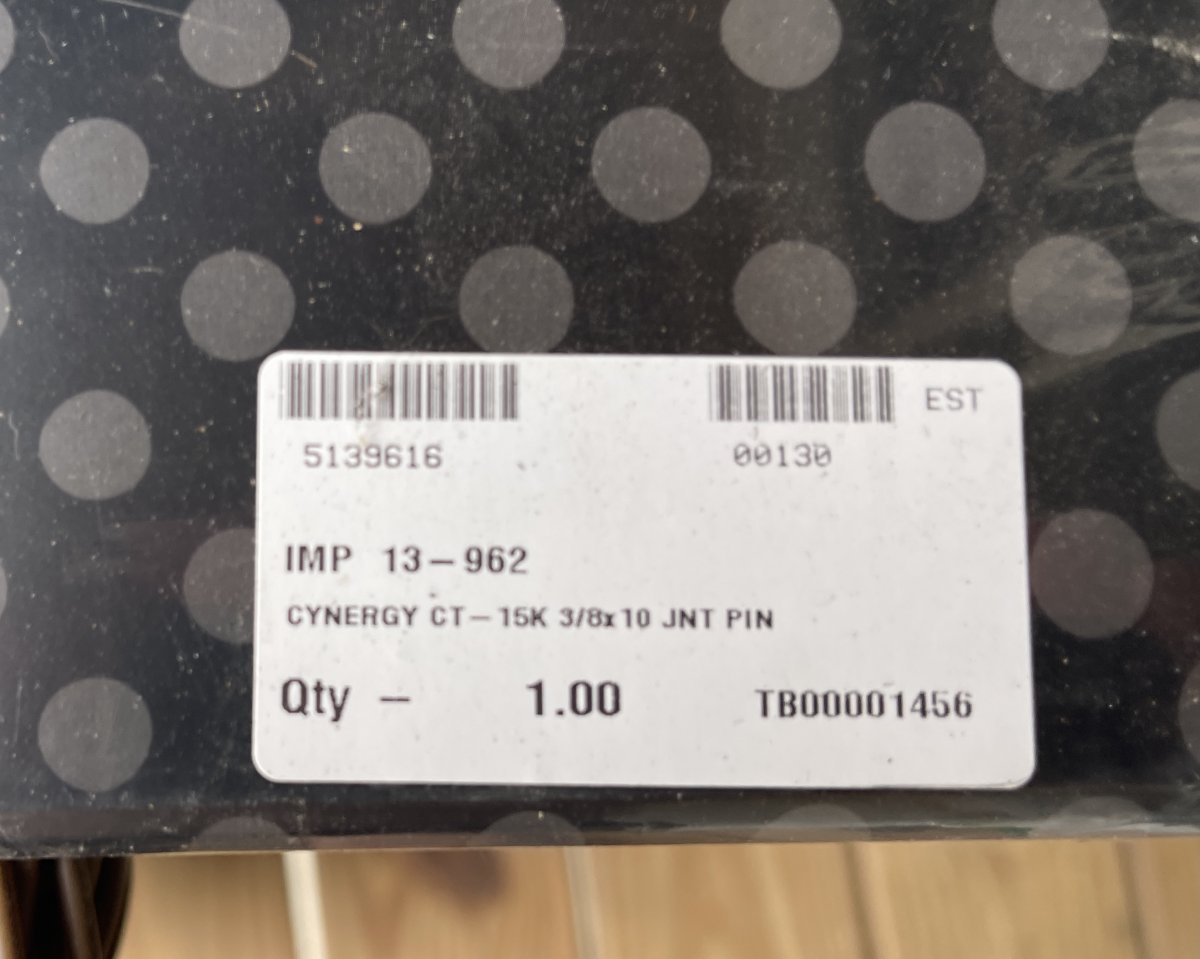 5139616 00130 EST
IMP 13-962
CYNERGY CT-15K 3/8x10 JNT PIN
Qty - 1.00 TB00001456